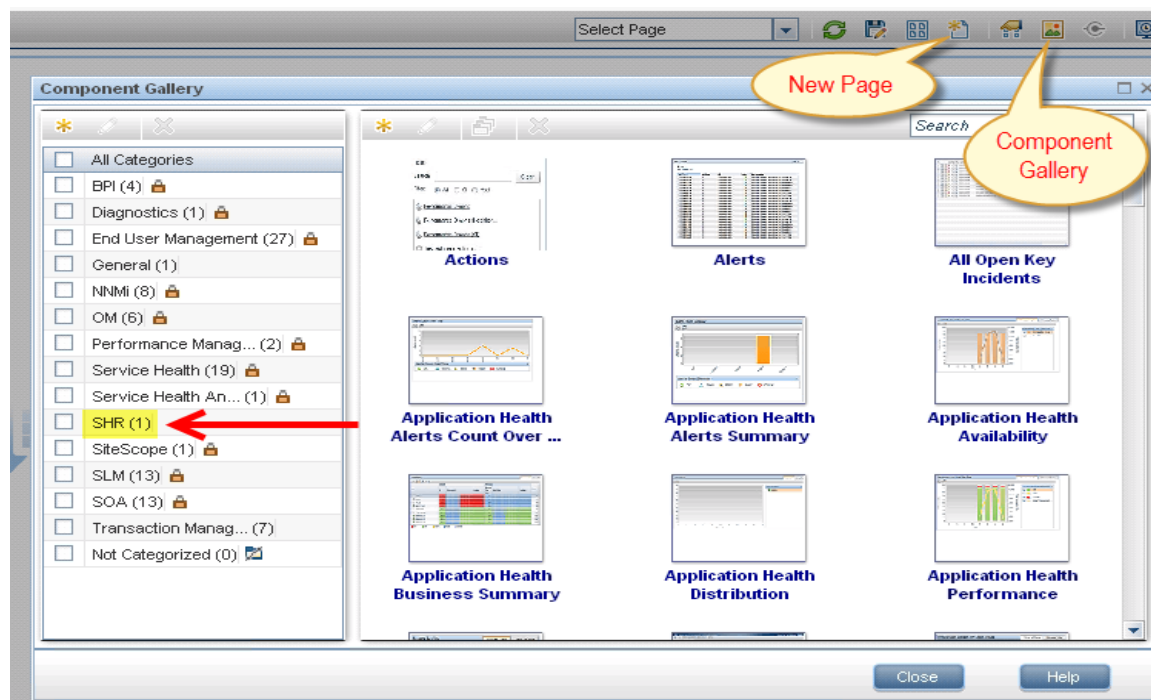 Select Page
New Page
Component Gallery
Component
Gallery
Search
All Categories
BPI (4)
Diagnostics (1)
End User Management (27)
General (1)
NNMi (8)
OM (6)
Performance Manag... (2)
Service Health (19)
Service Health An... (1)
SHR (1)
SiteScope (1)
SLM (13)
SOA (13)
Transaction Manag... (7)
Not Categorized (0)
Actions
Alerts
All Open Key
Incidents
Application Health
Alerts Count Over ...
Application Health
Alerts Summary
Application Health
Availability
Application Health
Business Summary
Application Health
Distribution
Application Health
Performance
Close
Help